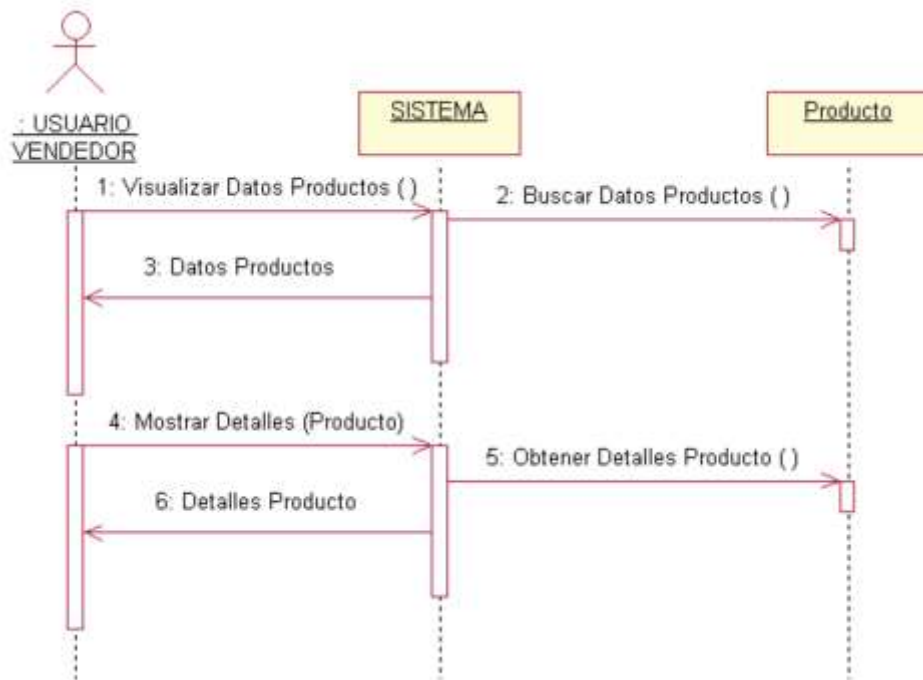 : USUARIO
VENDEDOR
SISTEMA
Producto
1: Visualizar Datos Productos ( )
2: Buscar Datos Productos ( )
3: Datos Productos
4: Mostrar Detalles (Producto)
5: Obtener Detalles Producto ( )
6: Detalles Producto